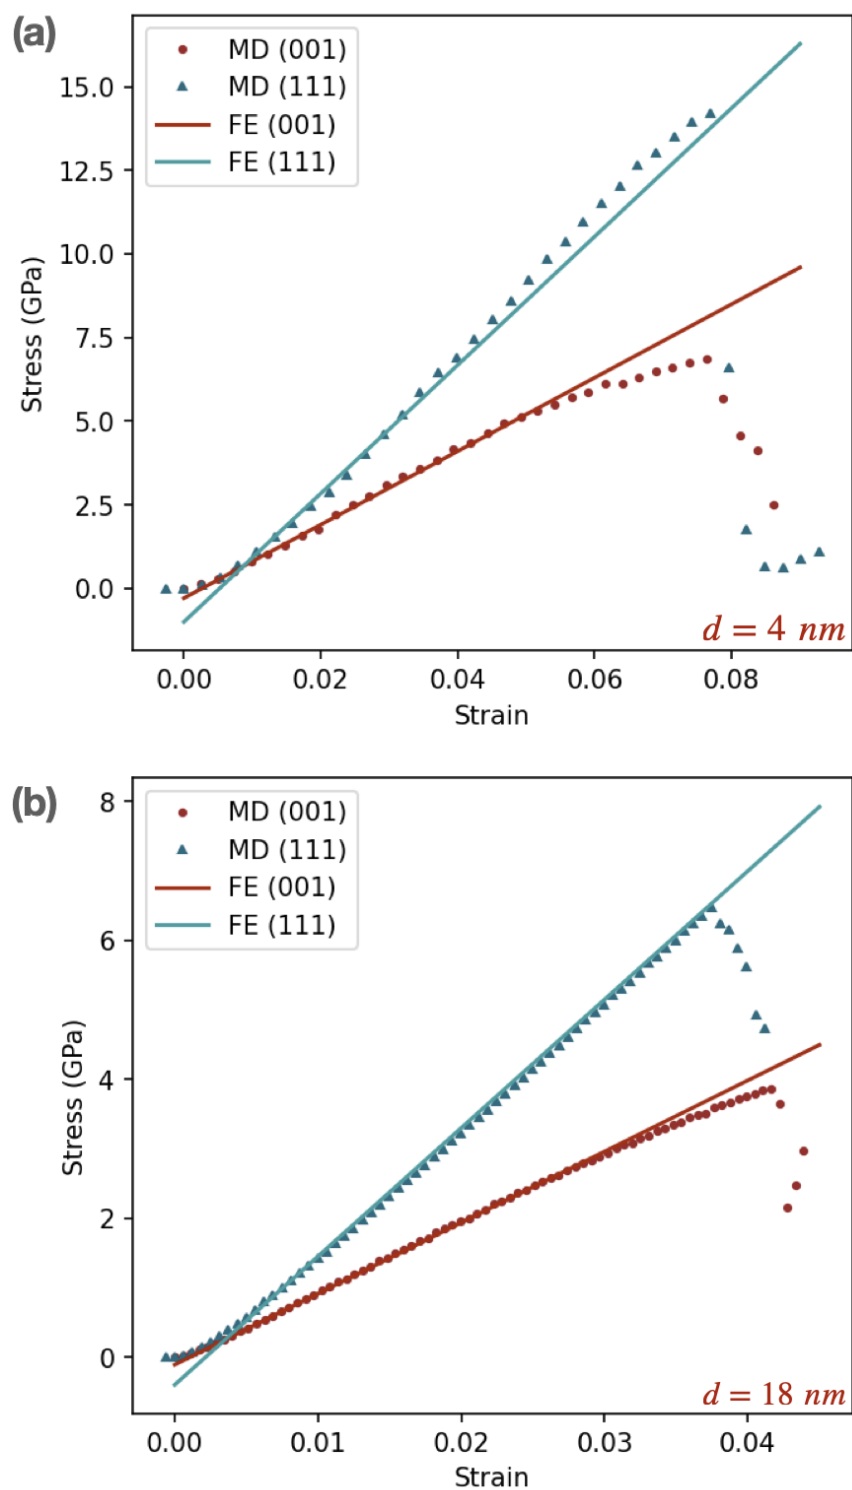 (a)
MD (001)
MD (111)
FE (001)
FE (111)
15.0
12.5
10.0
7.5
5.0
2.5
0.0
Stress (GPa)
d = 4 nm
0.00 0.02 0.04 0.06 0.08
Strain
(b)
MD (001)
MD (111)
FE (001)
FE (111)
8
6
4
2
0
Stress (GPa)
d = 18 nm
0.00 0.01 0.02 0.03 0.04
Strain